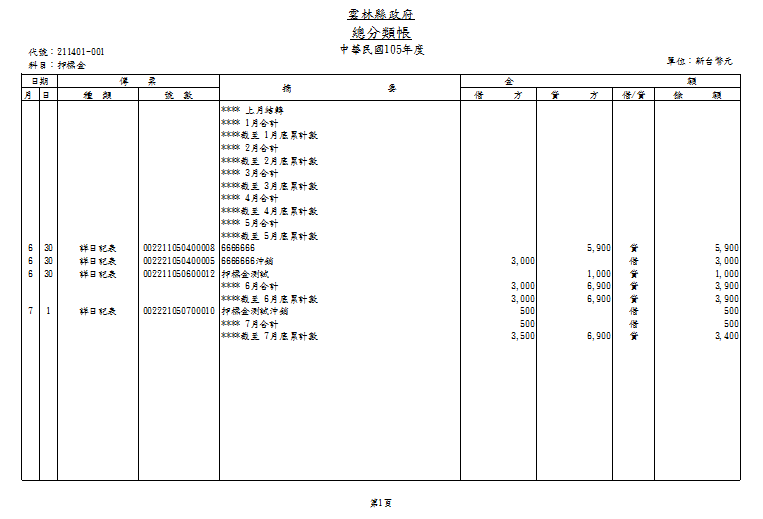 雲林縣政府
總分類帳
中華民國105年度
代號：211401-001
科目：押標金
單位：新台幣元
日期 傳 票 摘 要 金 額
月 日 種 類 號 數 借 方 貸 方 借/貸 餘 額
**** 上月結轉
**** 1月合計
****截至 1月底累計數
**** 2月合計
****截至 2月底累計數
**** 3月合計
****截至 3月底累計數
**** 4月合計
****截至 4月底累計數
**** 5月合計
****截至 5月底累計數
6 30 詳日記表 002211050400008 6666666 5,900 貸 5,900
6 30 詳日記表 002221050400005 6666666沖銷 3,000 借 3,000
6 30 詳日記表 002211050600012 押標金測試 1,000 貸 1,000
**** 6月合計 3,000 6,900 貸 3,900
****截至 6月底累計數 3,000 6,900 貸 3,900
7 1 詳日記表 002221050700010 押標金測試沖銷 500 借 500
**** 7月合計 500 借 500
****截至 7月底累計數 3,500 6,900 貸 3,400
第1頁